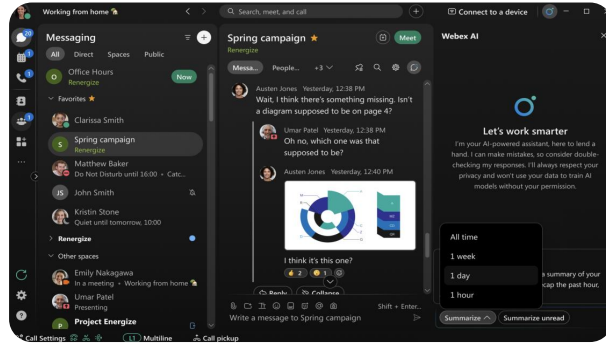 Working from home
Search, meet, and call
Connect to a device
20
Messaging
All Direct Spaces Public
O Office Hours
Renergize
Now
Favorites
Clarissa Smith
S Spring campaign
Renergize
Matthew Baker
Do Not Disturb until 16:00 • Catc...
JS John Smith
Kristin Stone
Quiet until tomorrow, 10:00
Renergize
Other spaces
Emily Nakagawa
In a meeting • Working from home
Umar Patel
Presenting
P Project Energize
Spring campaign
Renergize
Meet
Messa... People... +3
Austen Jones Yesterday, 12:38 PM
Wait, I think there's something missing. Isn't
a diagram supposed to be on page 4?
Umar Patel Yesterday, 12:38 PM
Oh no, which one was that
supposed to be?
Austen Jones Yesterday, 12:40 PM
I think it's this one?
2 1
Reply Collapse
Shift + Enter...
Write a message to Spring campaign
Webex AI
Let's work smarter
I'm your AI-powered assistant, here to lend a
hand. I can make mistakes, so consider double-
checking my responses. I'll always respect your
privacy and won't use your data to train AI
models without your permission.
All time
1 week
1 day
1 hour
a summary of your
cap the past hour,
Summarize Summarize unread
Call Settings L1 Multiline Call pickup